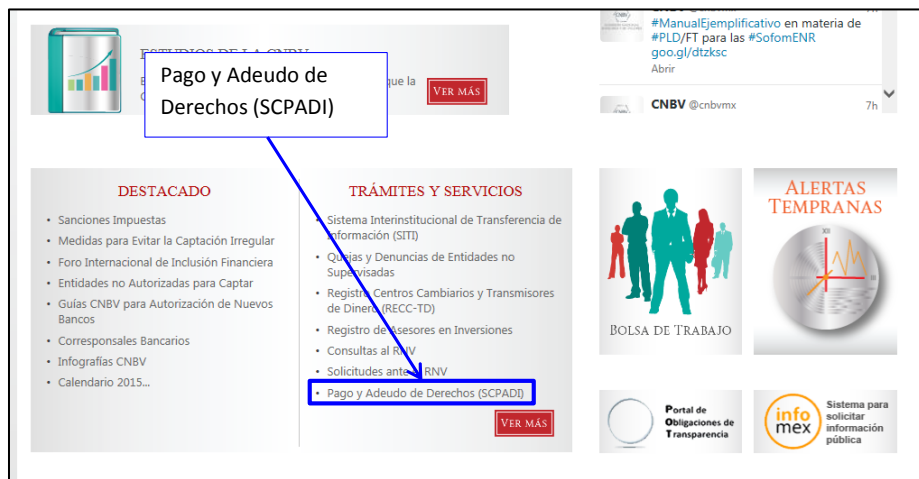 ESTUDIOS DE LA CNBV
que la
VER MÁS
Pago y Adeudo de
Derechos (SCPADI)
CNBV @cnbvmx
#ManualEjemplificativo en materia de
#PLD/FT para las #SofomENR
goo.gl/dtzksc
Abrir
CNBV @cnbvmx 7h
DESTACADO
• Sanciones Impuestas
• Medidas para Evitar la Captación Irregular
• Foro Internacional de Inclusión Financiera
• Entidades no Autorizadas para Captar
• Guías CNBV para Autorización de Nuevos
Bancos
• Corresponsales Bancarios
• Infografías CNBV
• Calendario 2015...
TRÁMITES Y SERVICIOS
• Sistema Interinstitucional de Transferencia de
Información (SITI)
• Quejas y Denuncias de Entidades no
Supervisadas
• Registro Centros Cambiarios y Transmisores
de Dinero (RECC-TD)
• Registro de Asesores en Inversiones
• Consultas al RNV
• Solicitudes ante el RNV
• Pago y Adeudo de Derechos (SCPADI)
VER MÁS
BOLSA DE TRABAJO
ALERTAS
TEMPRANAS
Portal de
Obligaciones de
Transparencia
info
mex
Sistema para
solicitar
información
pública